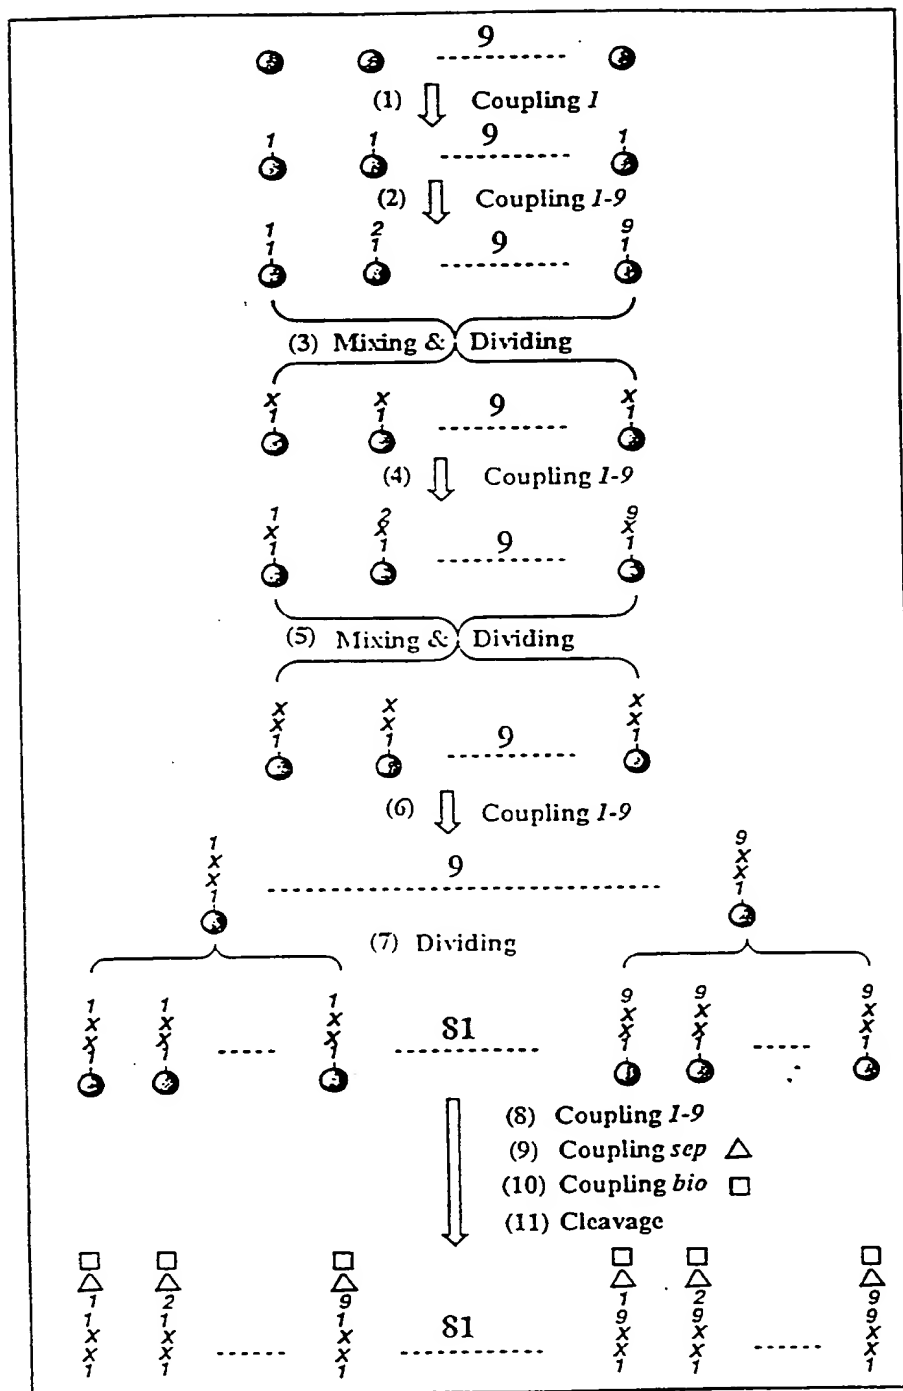 9
(1) Coupling 1
1 1 9 1
(2) Coupling 1-9
1 2 9
1 1 9 1
(3) Mixing & Dividing
x x 9 x
1 1 1
(4) Coupling 1-9
1 2 9
x x 9 x
1 1 1
(5) Mixing & Dividing
x x x
x x 9 x
1 1 1
(6) Coupling 1-9
1 9
x 9 x
x x
1 1
(7) Dividing
1 1 1 9 9 9
x x x 81 x x x
x x x x x x
1 1 1 1 1 1
(8) Coupling 1-9
(9) Coupling sep
(10) Coupling bio
(11) Cleavage
1 2 9 1 2 9
1 1 1 9 9 9
x x x 81 x x x
x x x x x x
1 1 1 1 1 1